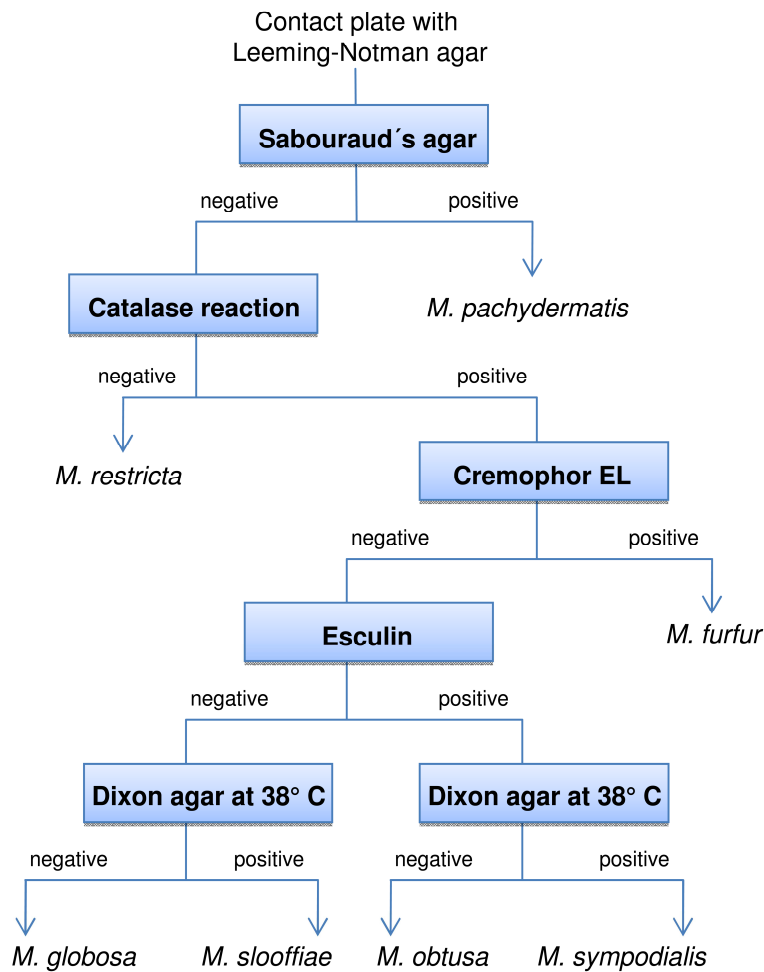 Contact plate with
Leeming-Notman agar
Sabouraud´s agar
negative
positive
Catalase reaction
M. pachydermatis
negative
positive
M. restricta
Cremophor EL
negative
positive
Esculin
M. furfur
negative
positive
Dixon agar at 38° C
Dixon agar at 38° C
negative
positive
negative
positive
M. globosa
M. slooffiae
M. obtusa
M. sympodialis